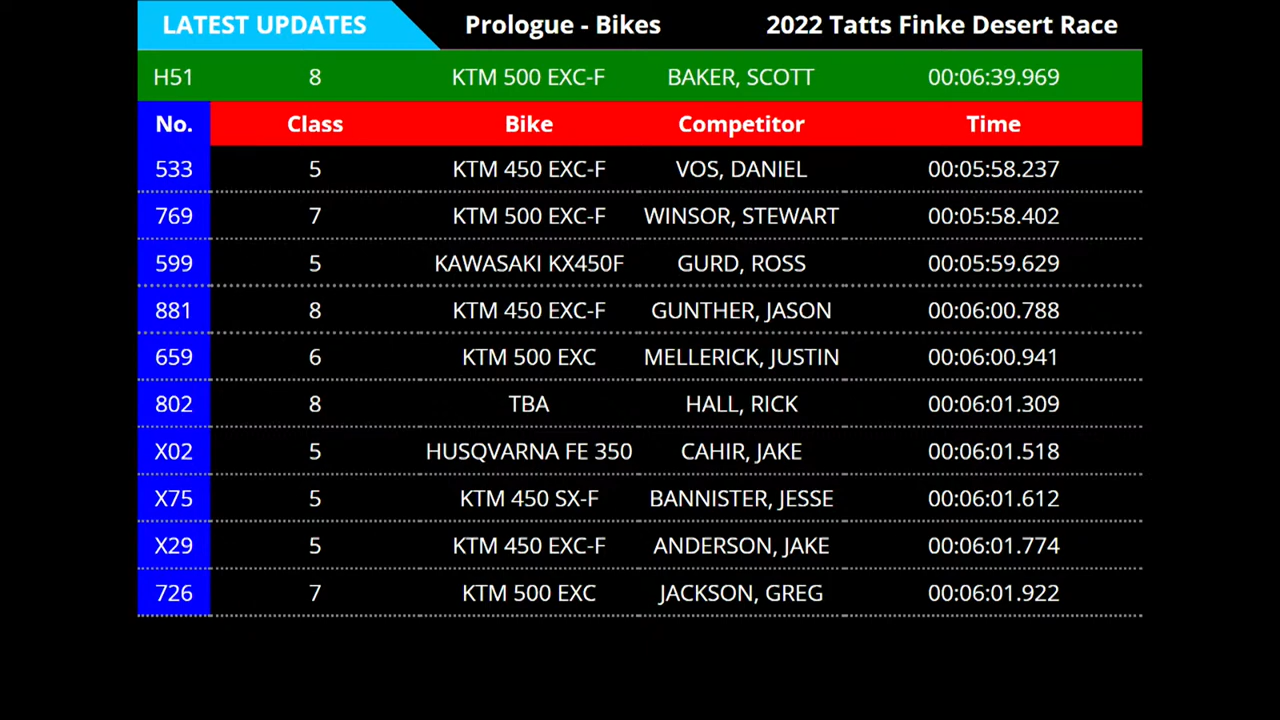 LATEST UPDATES Prologue - Bikes 2022 Tatts Finke Desert Race
H51 8 KTM 500 EXC-F BAKER, SCOTT 00:06:39.969
No. Class Bike Competitor Time
533 5 KTM 450 EXC-F VOS, DANIEL 00:05:58.237
769 7 KTM 500 EXC-F WINSOR, STEWART 00:05:58.402
599 5 KAWASAKI KX450F GURD, ROSS 00:05:59.629
881 8 KTM 450 EXC-F GUNTHER, JASON 00:06:00.788
659 6 KTM 500 EXC MELLERICK, JUSTIN 00:06:00.941
802 8 TBA HALL, RICK 00:06:01.309
X02 5 HUSQVARNA FE 350 CAHIR, JAKE 00:06:01.518
X75 5 KTM 450 SX-F BANNISTER, JESSE 00:06:01.612
X29 5 KTM 450 EXC-F ANDERSON, JAKE 00:06:01.774
726 7 KTM 500 EXC JACKSON, GREG 00:06:01.922